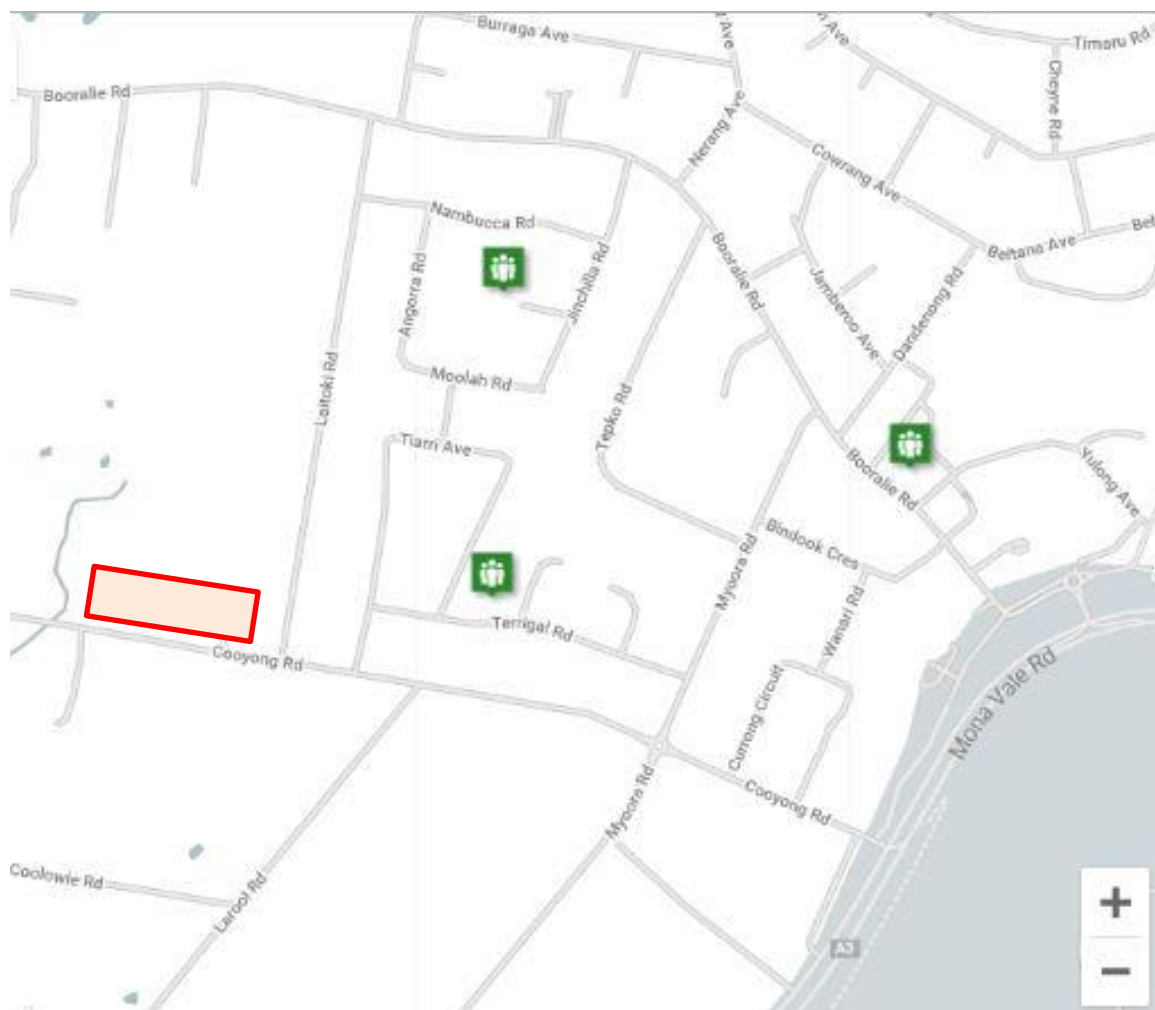 Burraga Ave
Timaru Rd
Cheyne Rd
Booralie Rd
Nerang Ave
Cowrang Ave
Nambucca Rd
Beltana Ave
Booralie Rd
Angorra Rd
Jinchilla Rd
Jamberoo Ave
Dandenong Rd
Laitoki Rd
Moolah Rd
Tepko Rd
Tiarri Ave
Booralie Rd
Yulong Ave
Bindook Cres
Myoora Rd
Wanari Rd
Terrigal Rd
Cooyong Rd
Currong Circuit
Mona Vale Rd
Myoora Rd
Cooyong Rd
Coolowie Rd
Larool Rd
A3
+
−